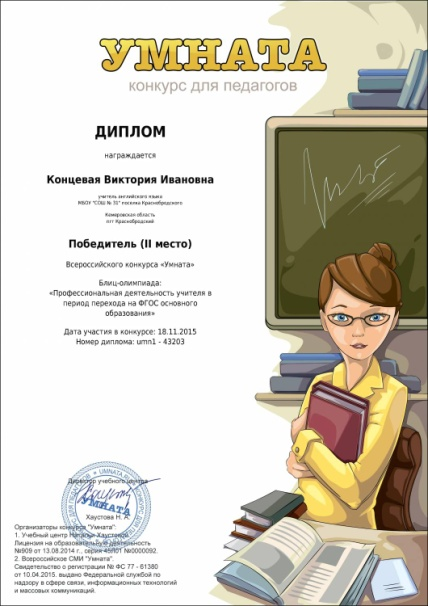 УМНАТА
конкурс для педагогов
ДИПЛОМ
награждается
Концевая Виктория Ивановна
учитель английского языка
МБОУ "СОШ № 31" поселка Краснобродского
Кемеровская область
пгт Краснобродский
Победитель (II место)
Всероссийского конкурса «Умната»
Блиц-олимпиада:
«Профессиональная деятельность учителя в
период перехода на ФГОС основного
образования»
Дата участия в конкурсе: 18.11.2015
Номер диплома: umn1 - 43203
Директор учебного центра
УМНАТА
Хаустова Н. А.
Организаторы конкурса "Умната":
1. Учебный центр Натальи Хаустовой.
Лицензия на образовательную деятельность
№909 от 13.08.2014 г., серия 45Л01 №0000092.
2. Всероссийское СМИ "Умната".
Свидетельство о регистрации № ФС 77 - 61380
от 10.04.2015. выдано Федеральной службой по
надзору в сфере связи, информационных технологий
и массовых коммуникаций.